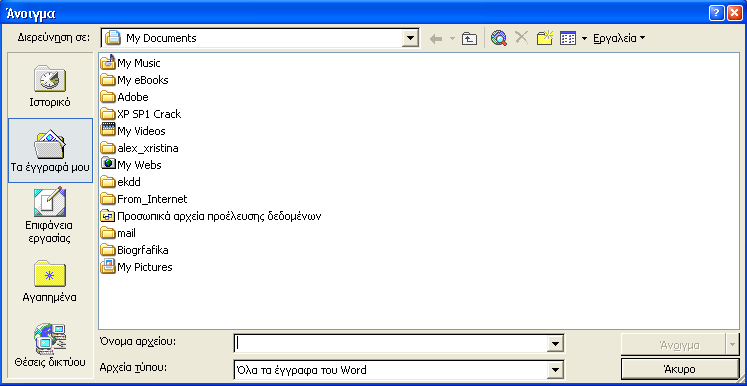 Άνοιγμα
Διερεύνηση σε: My Documents Εργαλεία
Ιστορικό
Τα έγγραφά μου
Επιφάνεια
εργασίας
Αγαπημένα
Θέσεις δικτύου
My Music
My eBooks
Adobe
XP SP1 Crack
My Videos
alex_xristina
My Webs
ekdd
From_Internet
Προσωπικά αρχεία προέλευσης δεδομένων
mail
Biogrfafika
My Pictures
Όνομα αρχείου: Άνοιγμα
Αρχεία τύπου: Όλα τα έγγραφα του Word Άκυρο